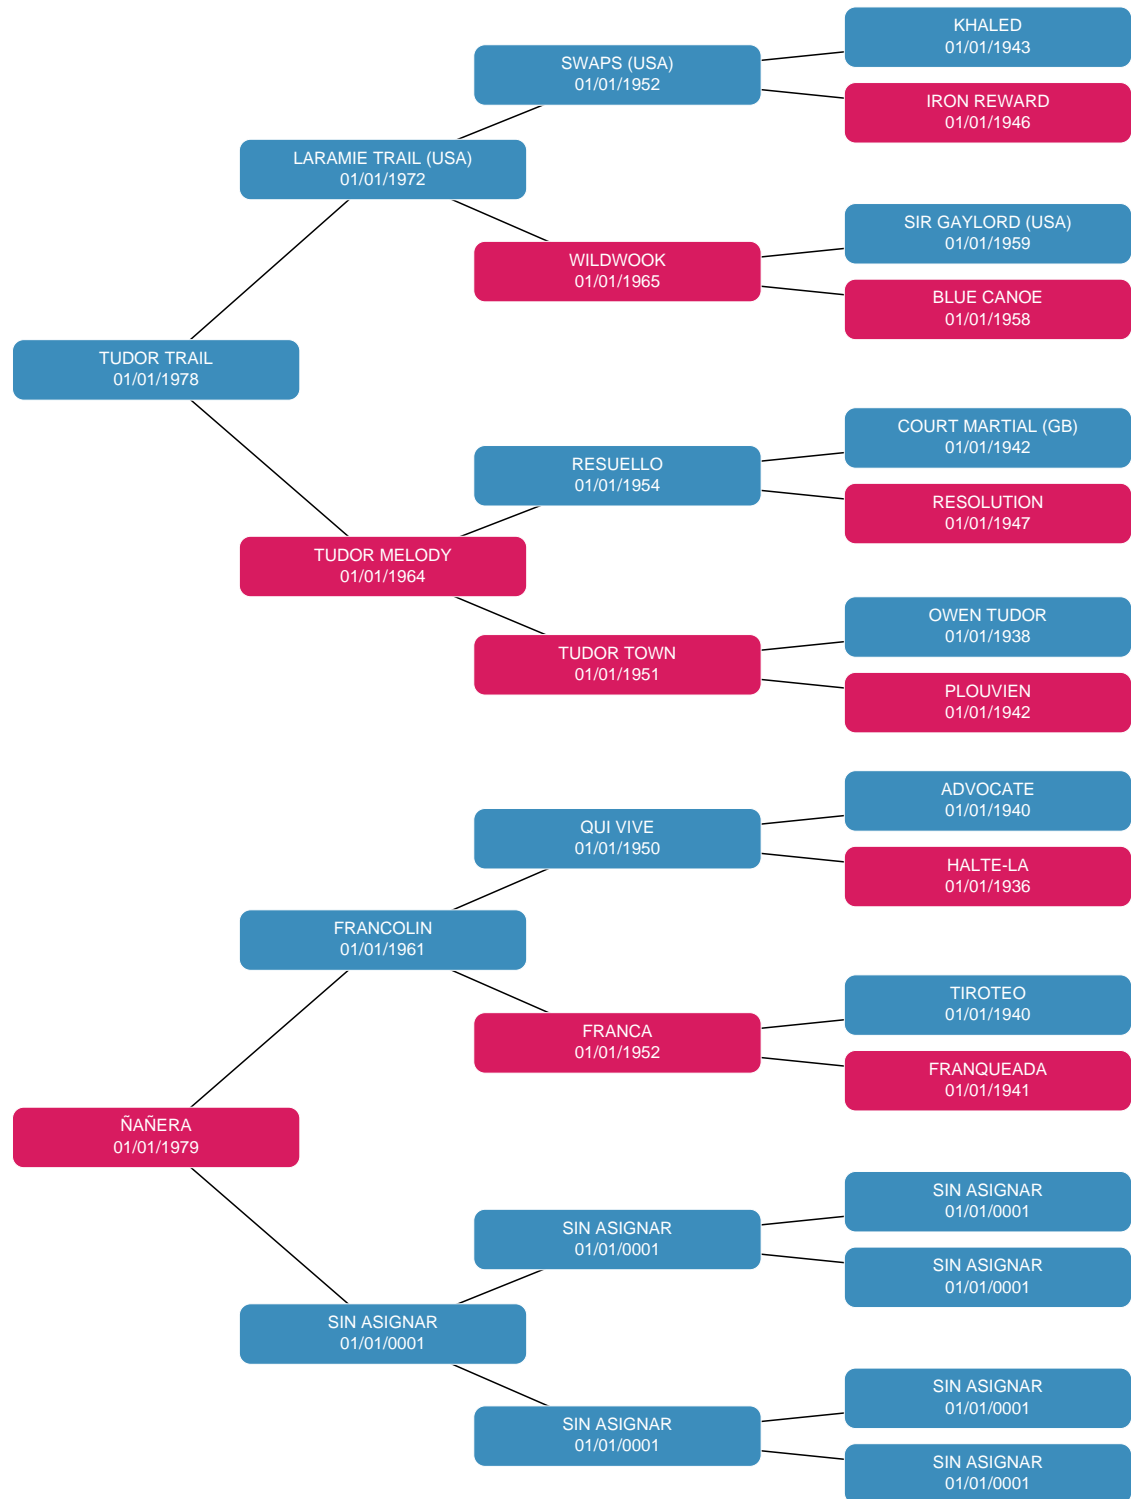 KHALED
01/01/1943
SWAPS (USA)
01/01/1952
IRON REWARD
01/01/1946
LARAMIE TRAIL (USA)
01/01/1972
SIR GAYLORD (USA)
01/01/1959
WILDWOOK
01/01/1965
BLUE CANOE
01/01/1958
TUDOR TRAIL
01/01/1978
COURT MARTIAL (GB)
01/01/1942
RESUELLO
01/01/1954
RESOLUTION
01/01/1947
TUDOR MELODY
01/01/1964
OWEN TUDOR
01/01/1938
TUDOR TOWN
01/01/1951
PLOUVIEN
01/01/1942
ADVOCATE
01/01/1940
QUI VIVE
01/01/1950
HALTE-LA
01/01/1936
FRANCOLIN
01/01/1961
TIROTEO
01/01/1940
FRANCA
01/01/1952
FRANQUEADA
01/01/1941
ÑAÑERA
01/01/1979
SIN ASIGNAR
01/01/0001
SIN ASIGNAR
01/01/0001
SIN ASIGNAR
01/01/0001
SIN ASIGNAR
01/01/0001
SIN ASIGNAR
01/01/0001
SIN ASIGNAR
01/01/0001
SIN ASIGNAR
01/01/0001